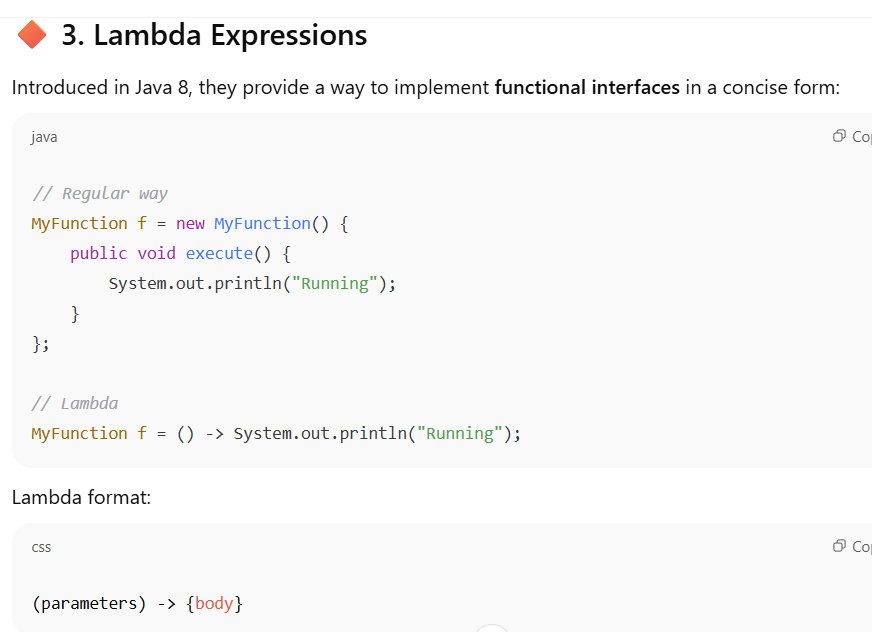 3. Lambda Expressions
Introduced in Java 8, they provide a way to implement functional interfaces in a concise form:
java
Cop
// Regular way
MyFunction f = new MyFunction() {
    public void execute() {
        System.out.println("Running");
    }
};
// Lambda
MyFunction f = () -> System.out.println("Running");
Lambda format:
css
Cop
(parameters) -> {body}